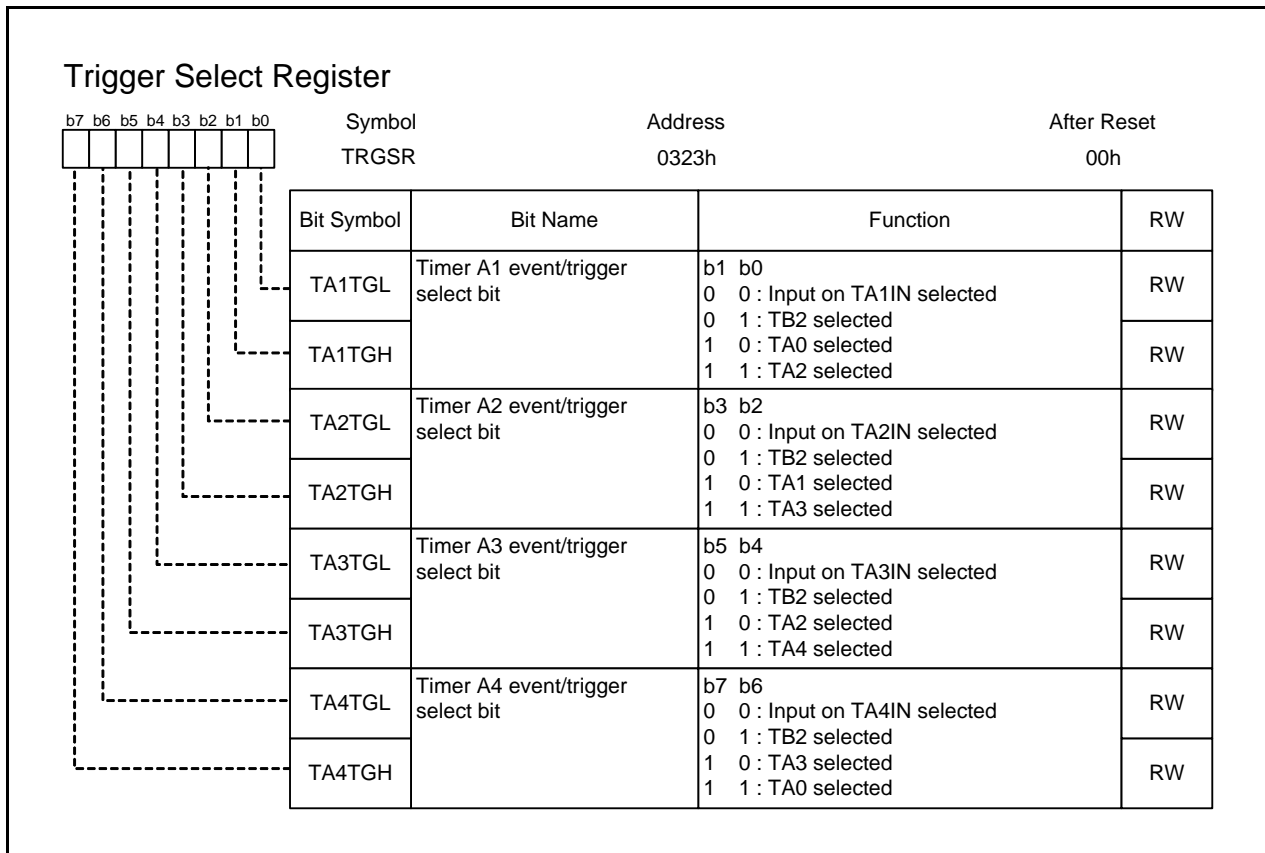 Trigger Select Register
b7 b6 b5 b4 b3 b2 b1 b0
Symbol Address After Reset
TRGSR 0323h 00h
Bit Symbol Bit Name Function RW
TA1TGL Timer A1 event/trigger select bit RW
TA1TGH RW
b1 b0
0 0 : Input on TA1IN selected
0 1 : TB2 selected
1 0 : TA0 selected
1 1 : TA2 selected
TA2TGL Timer A2 event/trigger select bit RW
TA2TGH RW
b3 b2
0 0 : Input on TA2IN selected
0 1 : TB2 selected
1 0 : TA1 selected
1 1 : TA3 selected
TA3TGL Timer A3 event/trigger select bit RW
TA3TGH RW
b5 b4
0 0 : Input on TA3IN selected
0 1 : TB2 selected
1 0 : TA2 selected
1 1 : TA4 selected
TA4TGL Timer A4 event/trigger select bit RW
TA4TGH RW
b7 b6
0 0 : Input on TA4IN selected
0 1 : TB2 selected
1 0 : TA3 selected
1 1 : TA0 selected